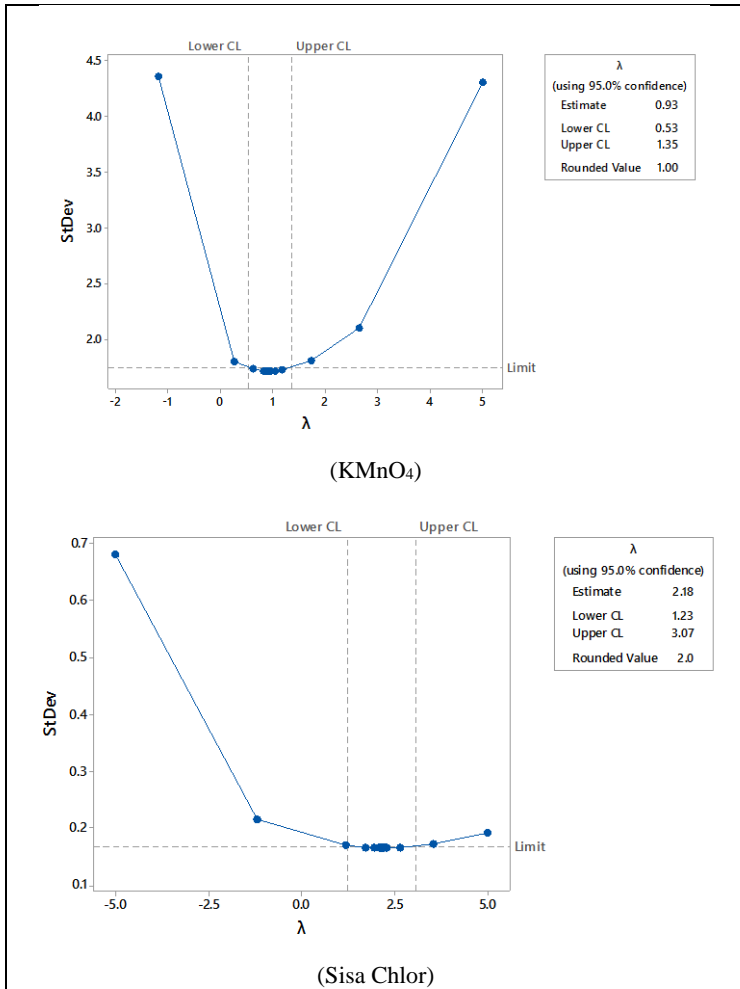 Lower CL Upper CL
4.5
4.0
3.5
3.0
2.5
2.0
StDev
Limit
-2 -1 0 1 2 3 4 5
λ
λ
(using 95.0% confidence)
Estimate 0.93
Lower CL 0.53
Upper CL 1.35
Rounded Value 1.00
(KMnO₄)
Lower CL Upper CL
0.7
0.6
0.5
0.4
0.3
0.2
0.1
StDev
Limit
-5.0 -2.5 0.0 2.5 5.0
λ
λ
(using 95.0% confidence)
Estimate 2.18
Lower CL 1.23
Upper CL 3.07
Rounded Value 2.0
(Sisa Chlor)